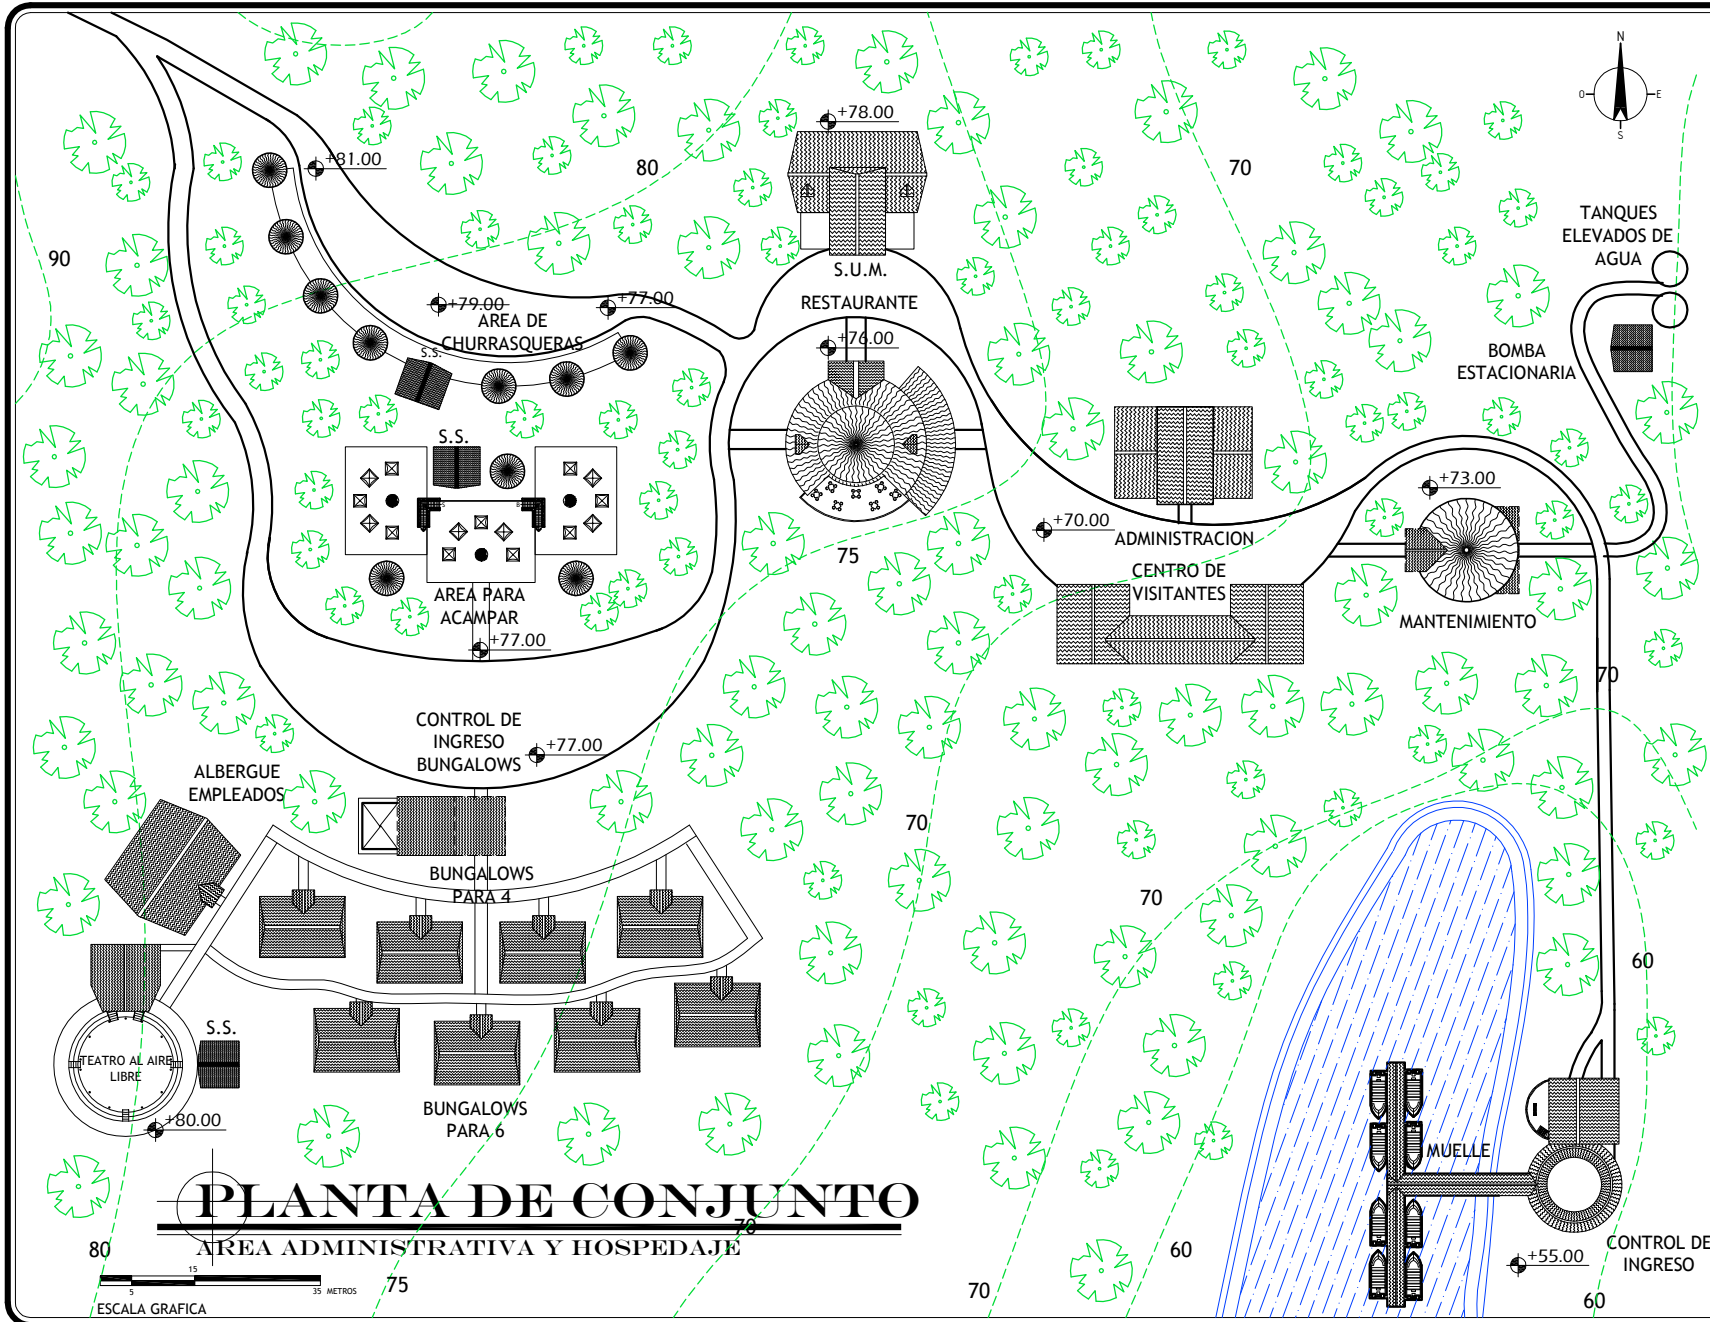 N
O
E
S
+78.00
+81.00
80
70
TANQUES
ELEVADOS DE
AGUA
90
S.U.M.
+79.00
+77.00
RESTAURANTE
AREA DE
CHURRASQUERAS
+76.00
S.S.
BOMBA
ESTACIONARIA
S.S.
+73.00
+70.00
ADMINISTRACION
75
CENTRO DE
VISITANTES
AREA PARA
ACAMPAR
MANTENIMIENTO
+77.00
70
70
CONTROL DE
INGRESO
BUNGALOWS
+77.00
ALBERGUE
EMPLEADOS
70
BUNGALOWS
PARA 4
70
60
S.S.
TEATRO AL AIRE
LIBRE
+80.00
BUNGALOWS
PARA 6
MUELLE
PLANTA DE CONJUNTO
70
AREA ADMINISTRATIVA Y HOSPEDAJE
80
75
60
70
+55.00
CONTROL DE
INGRESO
60
15
5
35 METROS
ESCALA GRAFICA